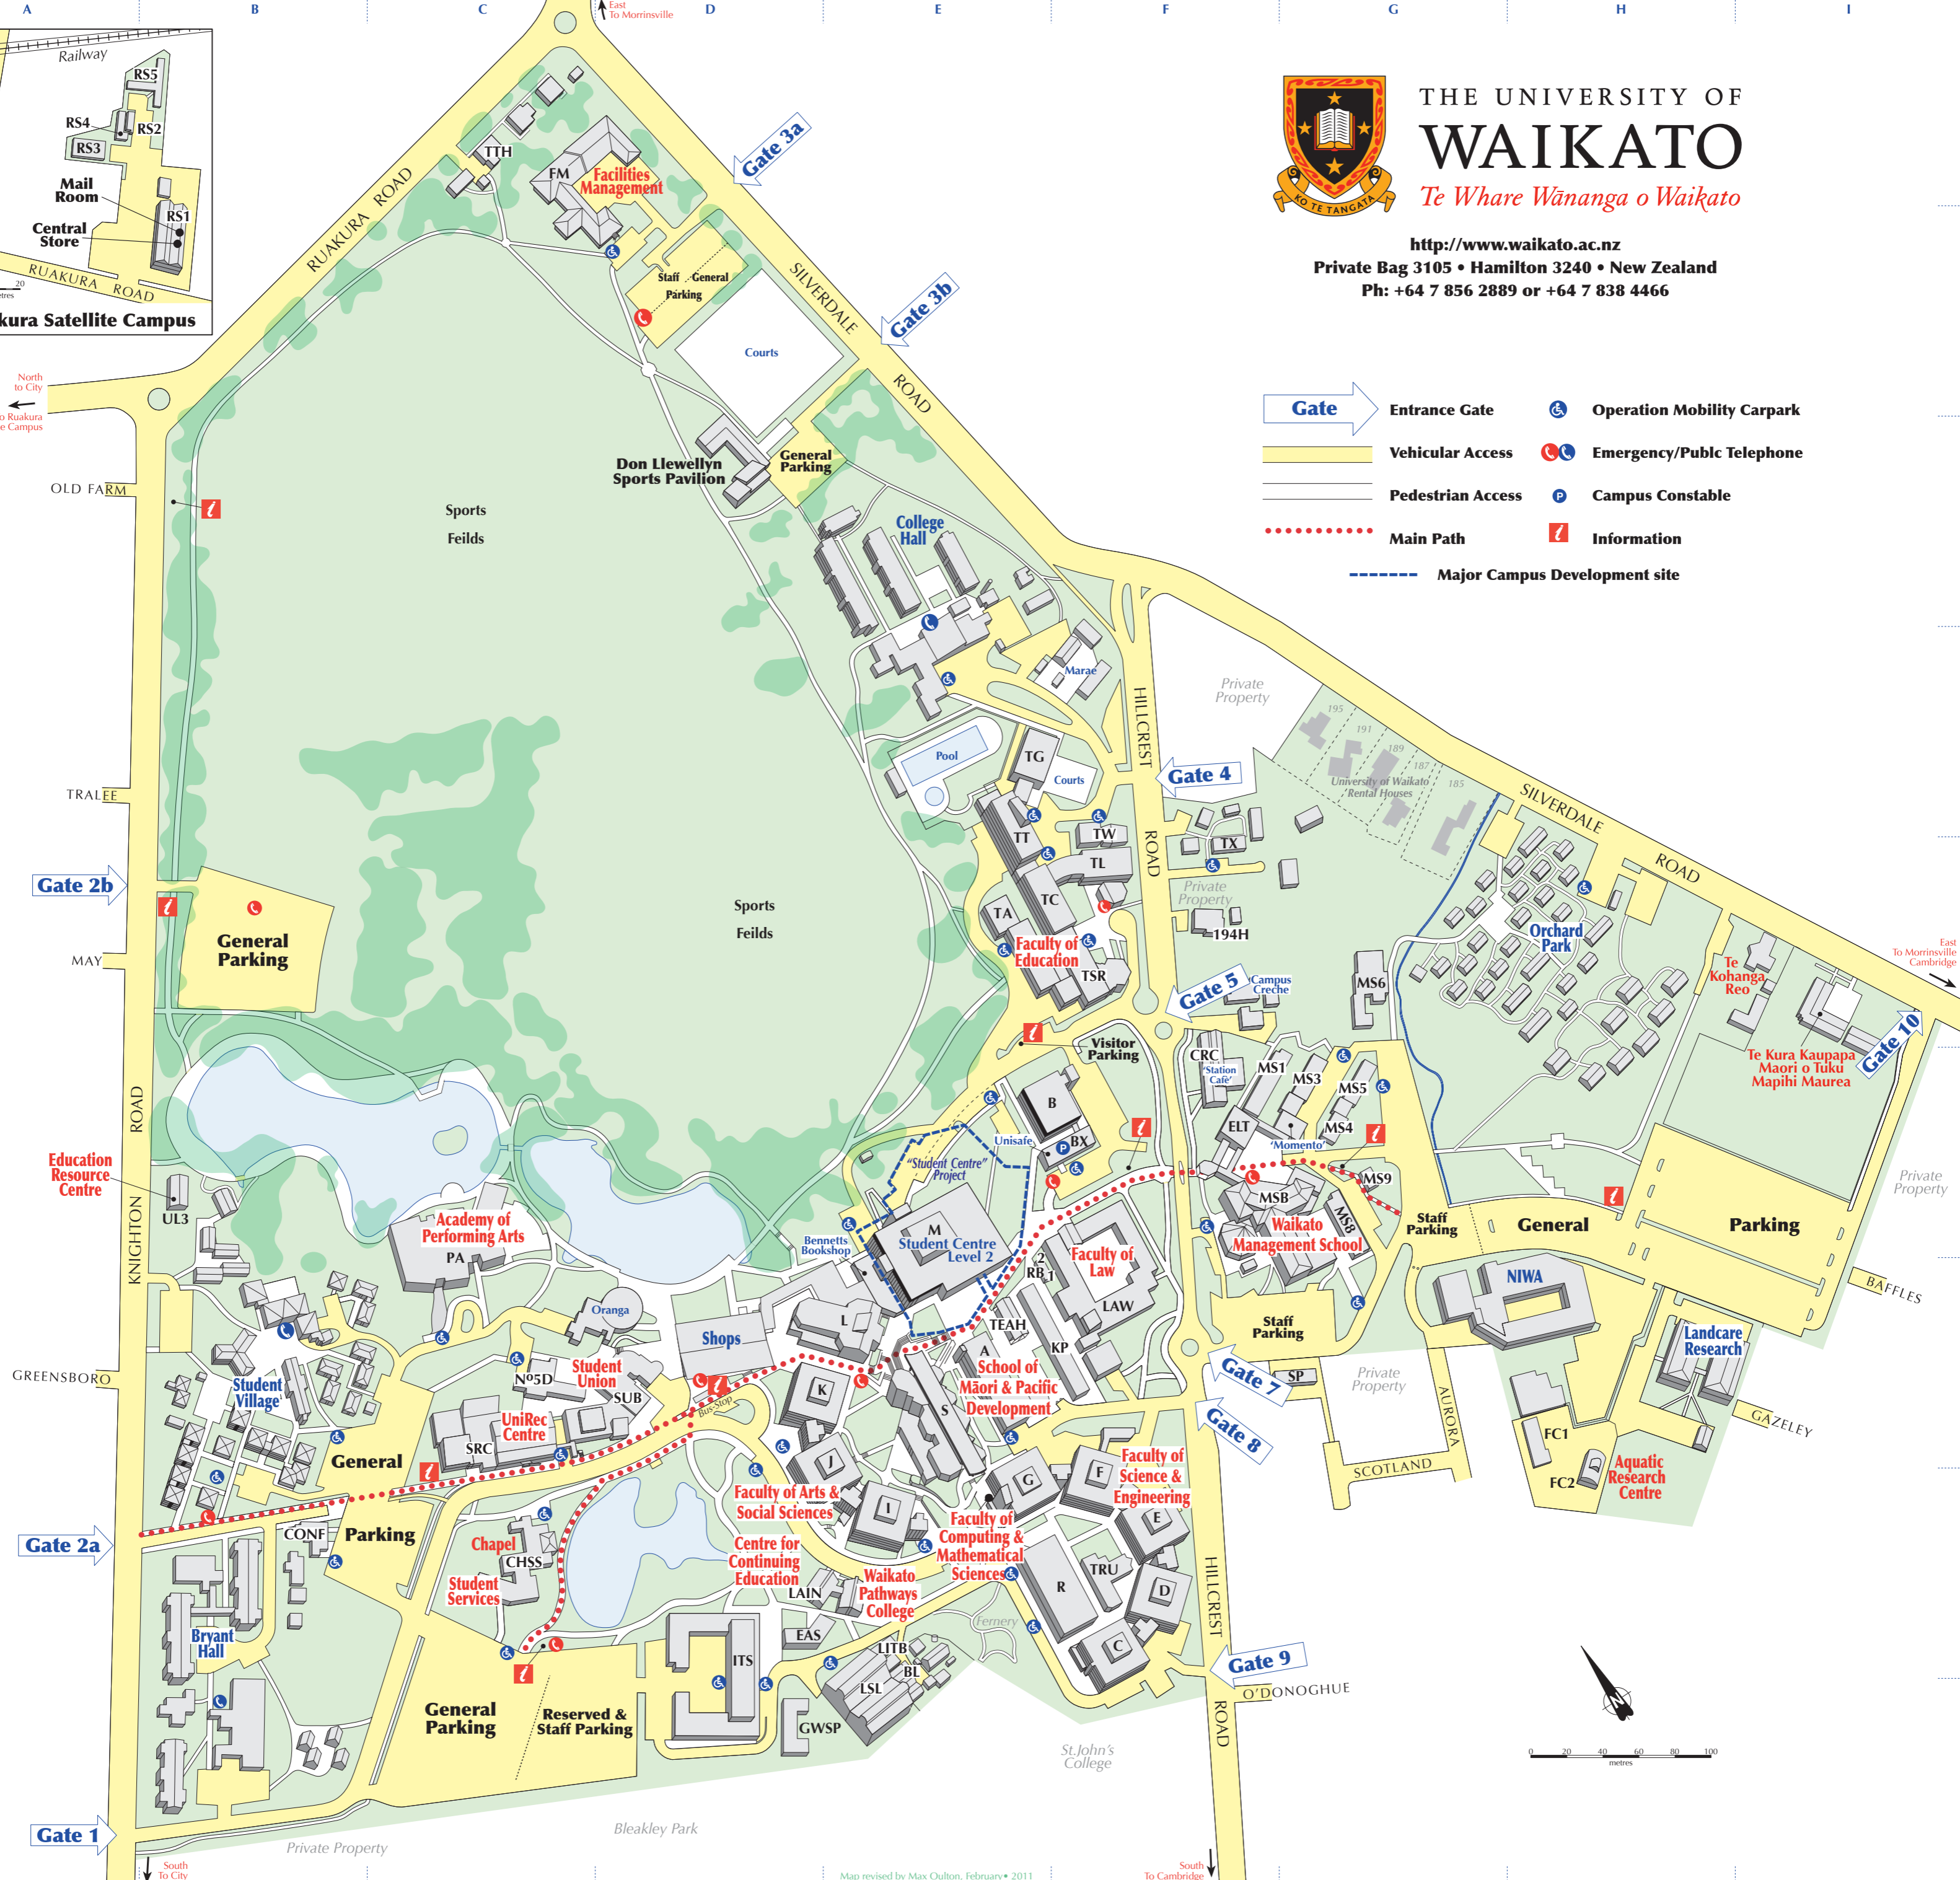 A B C D E F G H I
East
To Morrinsville
Railway
RS5
RS4
RS2
RS3
Mail
Room
RS1
Central
Store
RUAKURA ROAD
20
etres
kura Satellite Campus
North
to City
o Ruakura
e Campus
THE UNIVERSITY OF
WAIKATO
Te Whare Wānanga o Waikato
KO TE TANGATA
http://www.waikato.ac.nz
Private Bag 3105 • Hamilton 3240 • New Zealand
Ph: +64 7 856 2889 or +64 7 838 4466
Gate
Entrance Gate
Operation Mobility Carpark
Vehicular Access
Emergency/Publc Telephone
Pedestrian Access
P
Campus Constable
Main Path
i
Information
Major Campus Development site
RUAKURA ROAD
TTH
FM
Facilities
Management
Gate 3a
Staff
General
Parking
SILVERDALE
ROAD
Gate 3b
Courts
Don Llewellyn
Sports Pavilion
General
Parking
OLD FARM
Sports
Feilds
College
Hall
Marae
HILLCREST
ROAD
Private
Property
195
191
189
187
185
University of Waikato
Rental Houses
Pool
TG
Courts
Gate 4
TRALEE
TT
TW
TL
TX
SILVERDALE
ROAD
Gate 2b
TC
TA
Private
Property
194H
Sports
Feilds
General
Parking
Faculty of
Education
TSR
Orchard
Park
MAY
MS6
Te
Kohanga
Reo
East
To Morrinsville
Cambridge
Gate 5
Campus
Creche
Gate 10
Visitor
Parking
CRC
'Station
Cafe'
MS1
MS3
MS5
MS4
Te Kura Kaupapa
Maori o Tuku
Mapihi Maurea
KNIGHTON ROAD
B
BX
P
Unisafe
ELT
'Momento'
MS9
"Student Centre"
Project
Education
Resource
Centre
UL3
Academy of
Performing Arts
PA
Bennetts
Bookshop
M
Student Centre
Level 2
MSB
MS8
Waikato
Management School
Staff
Parking
General
Parking
Private
Property
2
RB 1
Faculty of
Law
LAW
NIWA
BAFFLES
Oranga
Shops
L
TEAH
KP
Staff
Parking
Landcare
Research
GREENSBORO
Student
Village
Nº5D
Student
Union
SUB
UniRec
Centre
SRC
Bus-Stop
K
A
School of
Māori & Pacific
Development
S
Gate 7
SP
Private
Property
Gate 8
AURORA
GAZELEY
FC1
FC2
Aquatic
Research
Centre
SCOTLAND
General
Parking
J
Faculty of Arts &
Social Sciences
I
G
F
Faculty of
Science &
Engineering
E
Gate 2a
CONF
Chapel
CHSS
Student
Services
Centre for
Continuing
Education
Faculty of
Computing &
Mathematical
Sciences
LAIN
Waikato
Pathways
College
R
TRU
D
HILLCREST
ROAD
Bryant
Hall
Fernery
EAS
LITB
BL
C
ITS
LSL
GWSP
Gate 9
O'DONOGHUE
General
Parking
Reserved &
Staff Parking
St.John's
College
0 20 40 60 80 100
metres
Gate 1
Bleakley Park
Private Property
South
To City
Map revised by Max Oulton, February• 2011
South
To Cambridge